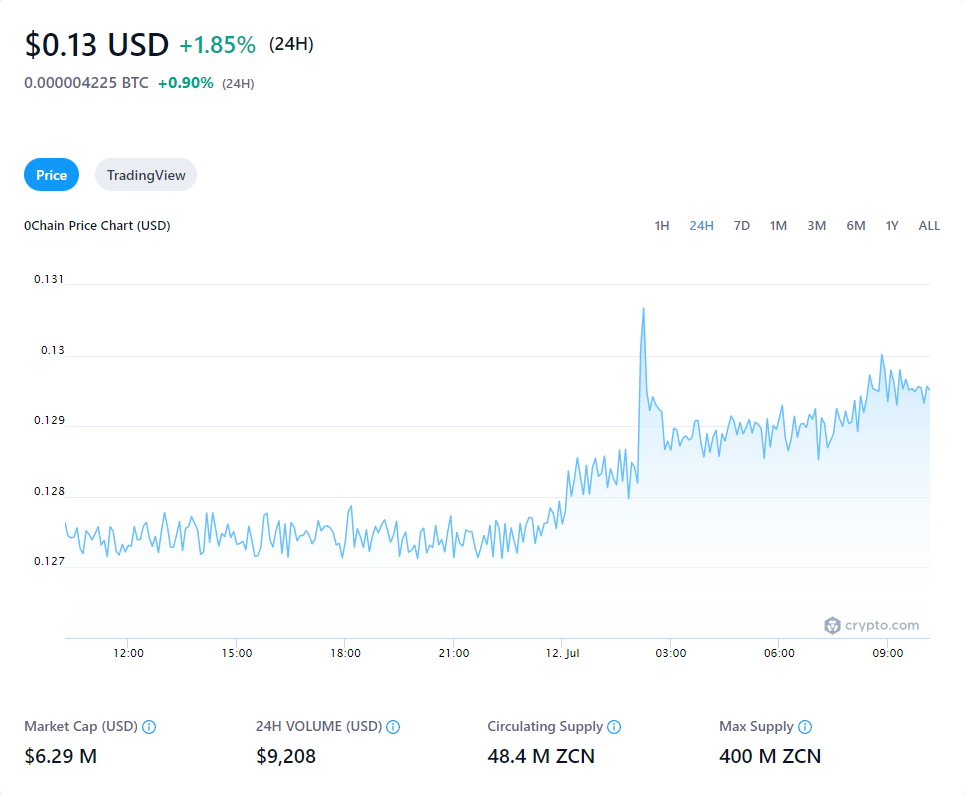 $0.13 USD +1.85% (24H)
0.000004225 BTC +0.90% (24H)
Price TradingView
0Chain Price Chart (USD) 1H 24H 7D 1M 3M 6M 1Y ALL
0.131
0.13
0.129
0.128
0.127
crypto.com
12:00 15:00 18:00 21:00 12. Jul 03:00 06:00 09:00
Market Cap (USD) 24H VOLUME (USD) Circulating Supply Max Supply
$6.29 M $9,208 48.4 M ZCN 400 M ZCN